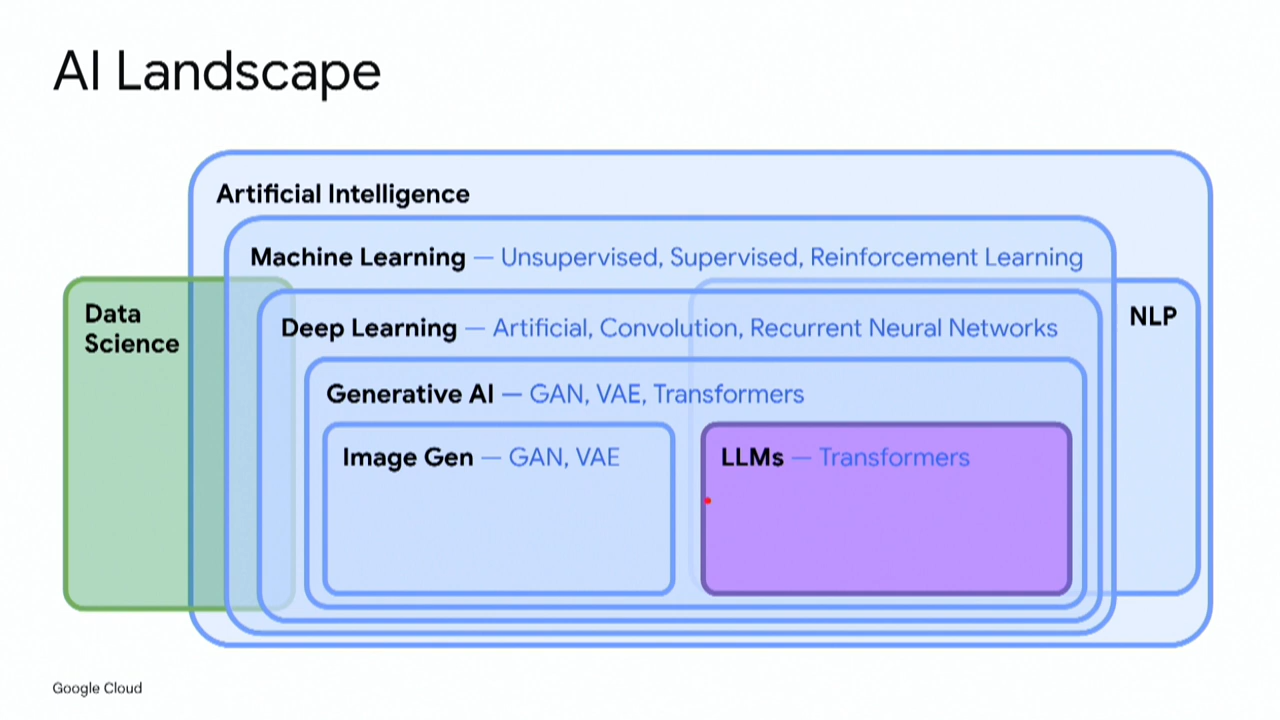 AI Landscape
Artificial Intelligence
Machine Learning — Unsupervised, Supervised, Reinforcement Learning
Data
Science
Deep Learning — Artificial, Convolution, Recurrent Neural Networks
NLP
Generative AI — GAN, VAE, Transformers
Image Gen — GAN, VAE
LLMs — Transformers
Google Cloud